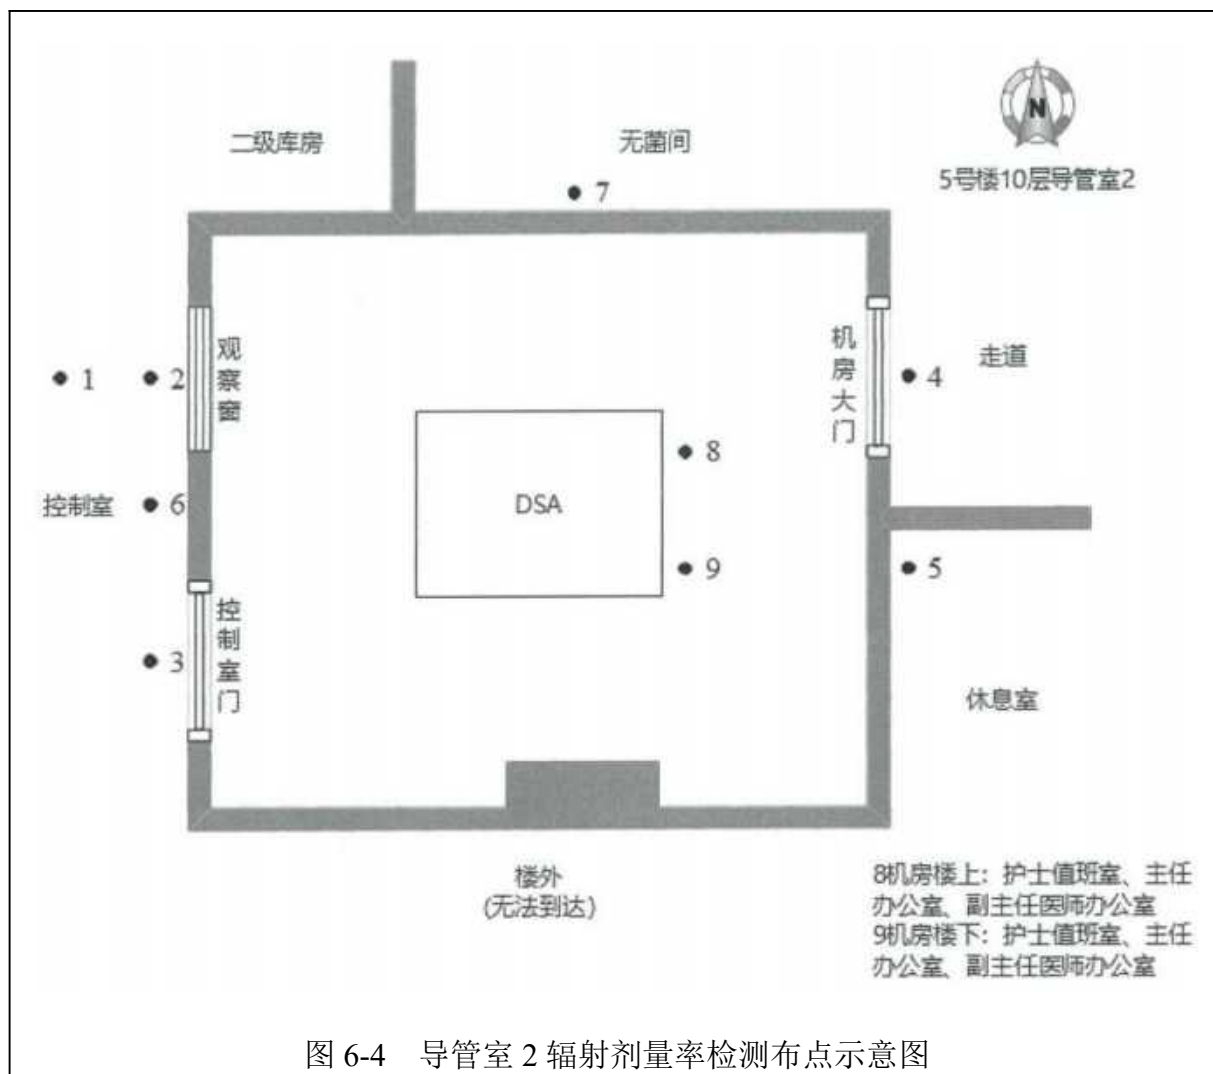 二级库房
无菌间
N
5号楼10层导管室2
7
观察窗
机房大门
走道
1
2
4
8
控制室
6
DSA
9
5
控制室门
3
休息室
楼外
(无法到达)
8机房楼上：护士值班室、主任
办公室、副主任医师办公室
9机房楼下：护士值班室、主任
办公室、副主任医师办公室
图 6-4 导管室 2 辐射剂量率检测布点示意图